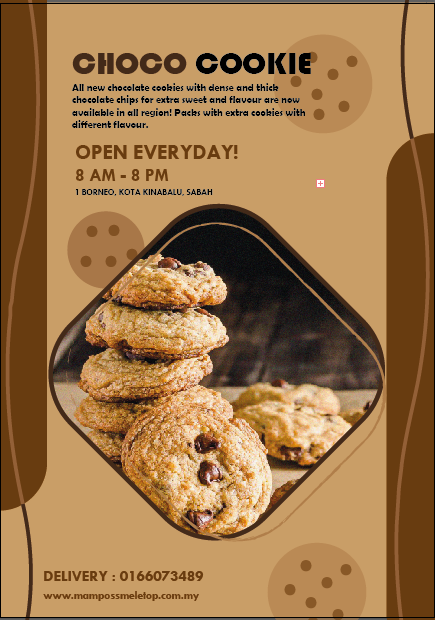 CHOCO COOKIE
All new chocolate cookies with dense and thick
chocolate chips for extra sweet and flavour are now
available in all region! Packs with extra cookies with
different flavour.
OPEN EVERYDAY!
8 AM - 8 PM
1 BORNEO, KOTA KINABALU, SABAH
DELIVERY : 0166073489
www.mampossmeletop.com.my